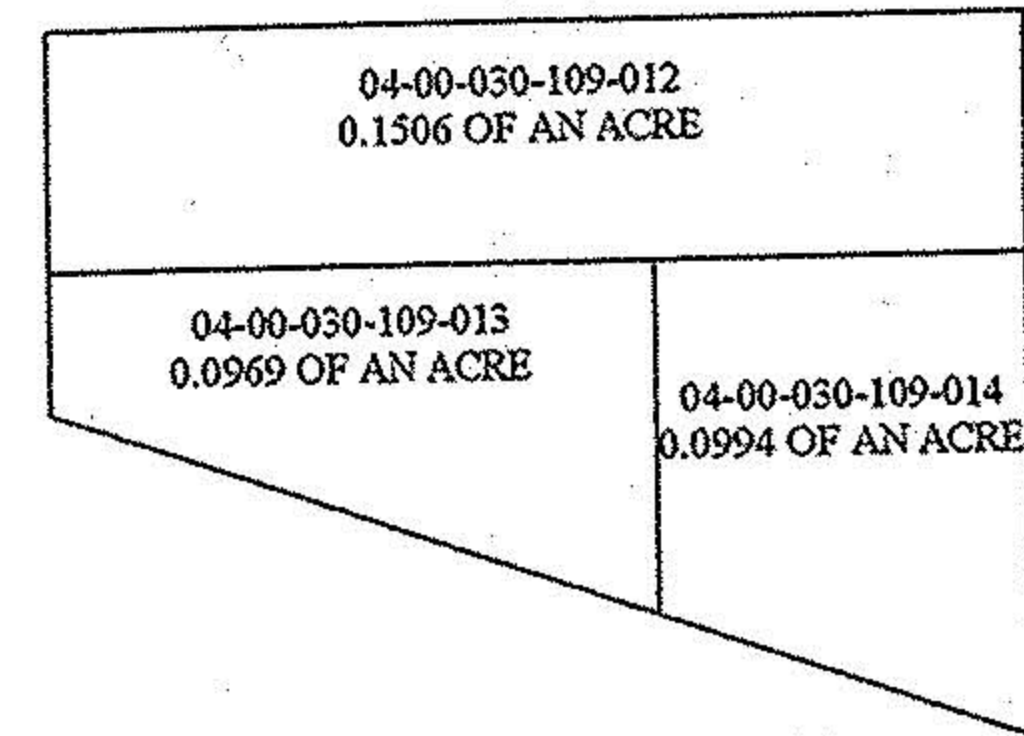 04-00-030-109-012
0.1506 OF AN ACRE
04-00-030-109-013
0.0969 OF AN ACRE
04-00-030-109-014
0.0994 OF AN ACRE